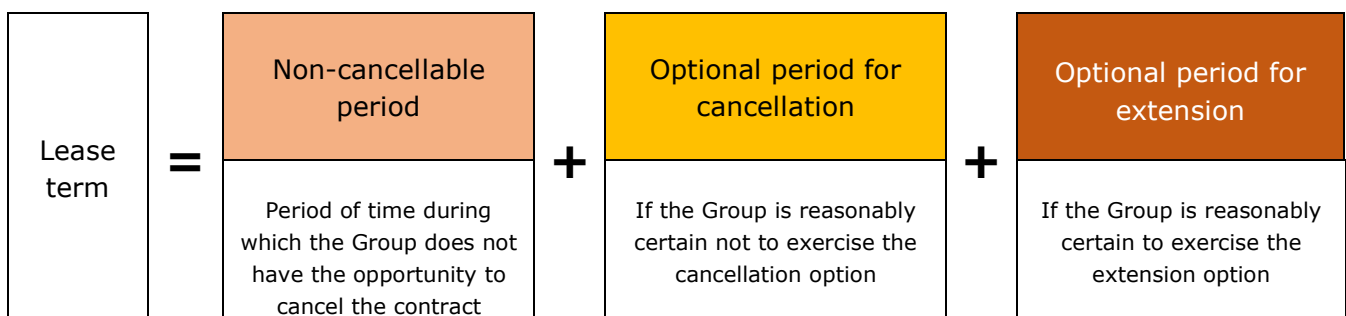 Lease
term
=
Non-cancellable
period
Period of time during
which the Group does not
have the opportunity to
cancel the contract
+
Optional period for
cancellation
If the Group is reasonably
certain not to exercise the
cancellation option
+
Optional period for
extension
If the Group is reasonably
certain to exercise the
extension option